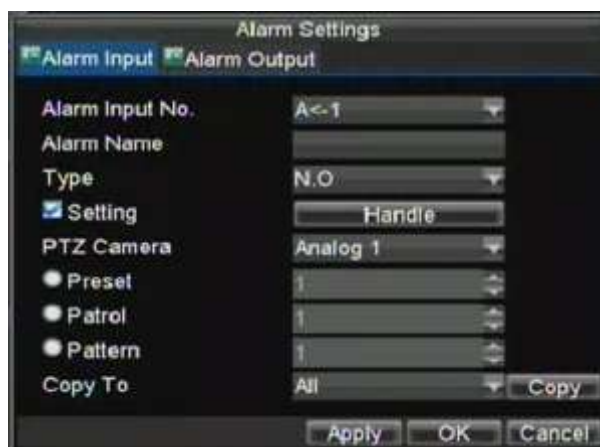 Alarm Settings
Alarm Input Alarm Output
Alarm Input No. A<-1
Alarm Name
Type N.O
Setting Handle
PTZ Camera Analog 1
Preset 1
Patrol 1
Pattern 1
Copy To All Copy
Apply OK Cancel